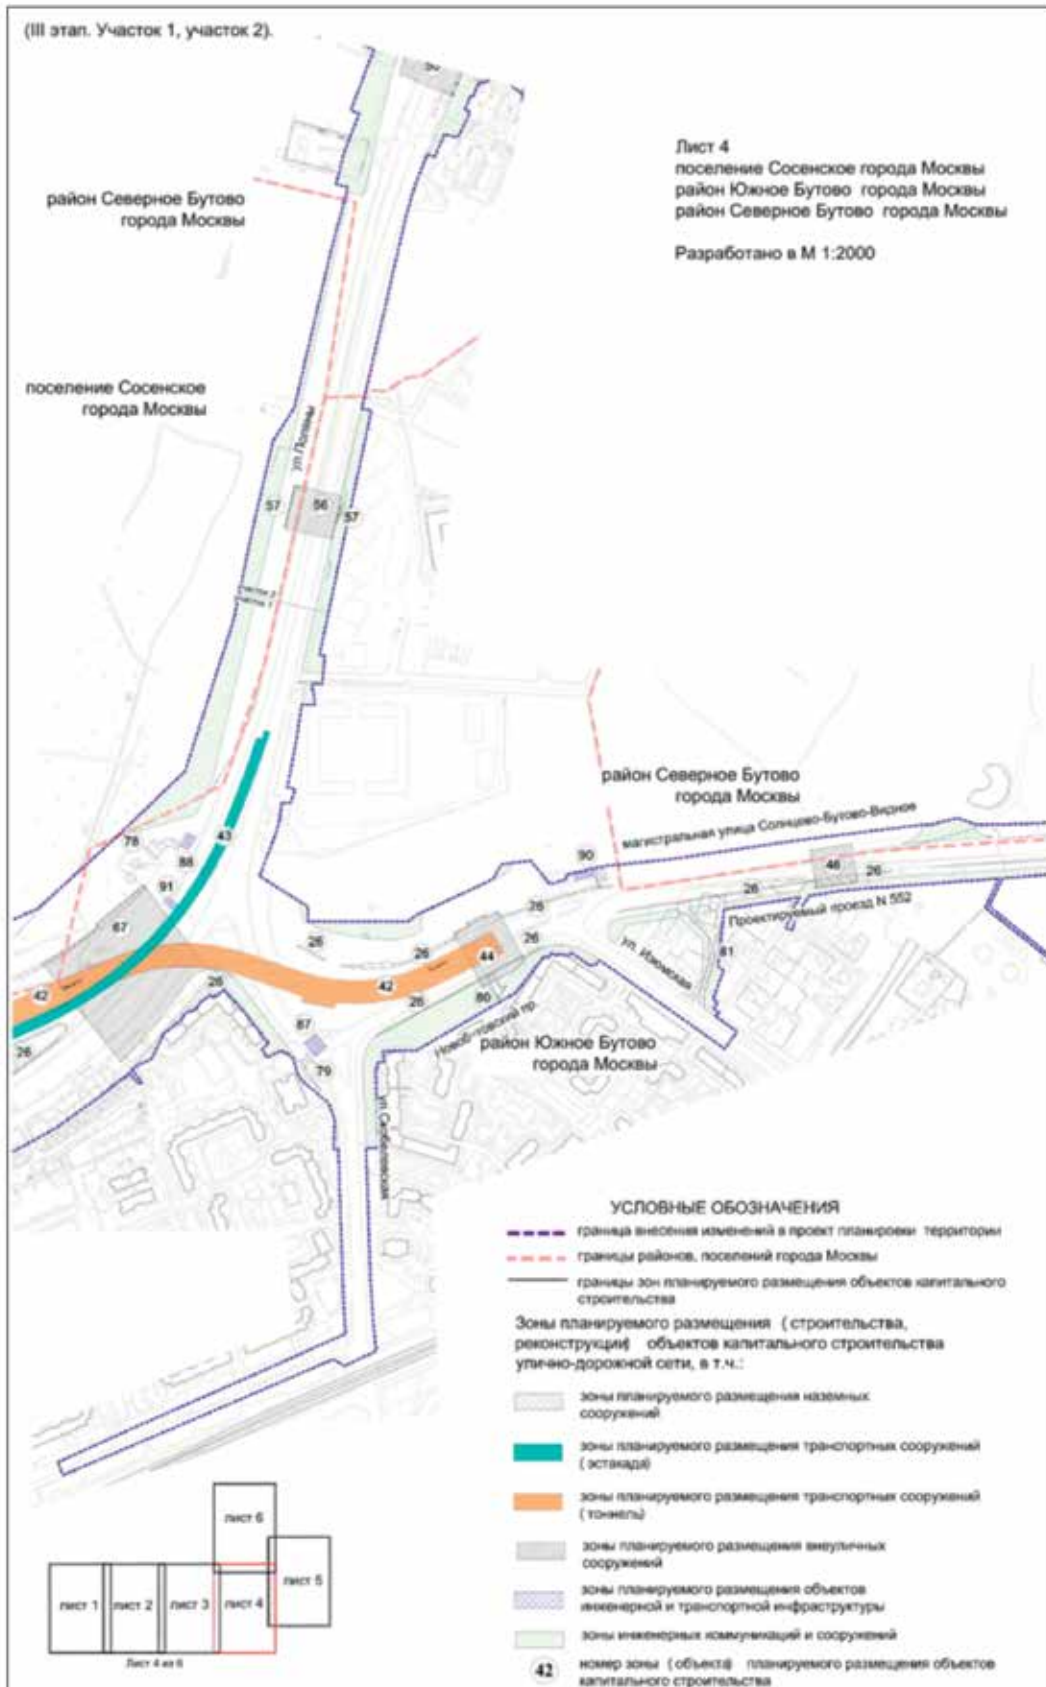 (III этап. Участок 1, участок 2).
Лист 4
поселение Сосенское города Москвы
район Южное Бутово города Москвы
район Северное Бутово города Москвы
Разработано в М 1:2000
район Северное Бутово
города Москвы
поселение Сосенское
города Москвы
ул.Поляны
57
56
57
район Северное Бутово
города Москвы
магистральная улица Солнцево-Бутово-Видное
78
43
88
90
46
26
26
91
26
Проектируемый проезд N 552
67
26
26
26
44
ул. Изюмская
81
42
26
42
26
80
87
26
79
район Южное Бутово
города Москвы
ул.Скобелевская
УСЛОВНЫЕ ОБОЗНАЧЕНИЯ
граница внесения изменений в проект планировки территории
границы районов, поселений города Москвы
границы зон планируемого размещения объектов капитального
строительства
Зоны планируемого размещения ( строительства,
реконструкции) объектов капитального строительства
улично-дорожной сети, в т.ч.:
зоны планируемого размещения наземных
сооружений
зоны планируемого размещения транспортных сооружений
( эстакада)
зоны планируемого размещения транспортных сооружений
( тоннель)
зоны планируемого размещения внеуличных
сооружений
зоны планируемого размещения объектов
инженерной и транспортной инфраструктуры
зоны инженерных коммуникаций и сооружений
42
номер зоны ( объекта) планируемого размещения объектов
капитального строительства
лист 6
лист 5
лист 1
лист 2
лист 3
лист 4
Лист 4 из 6